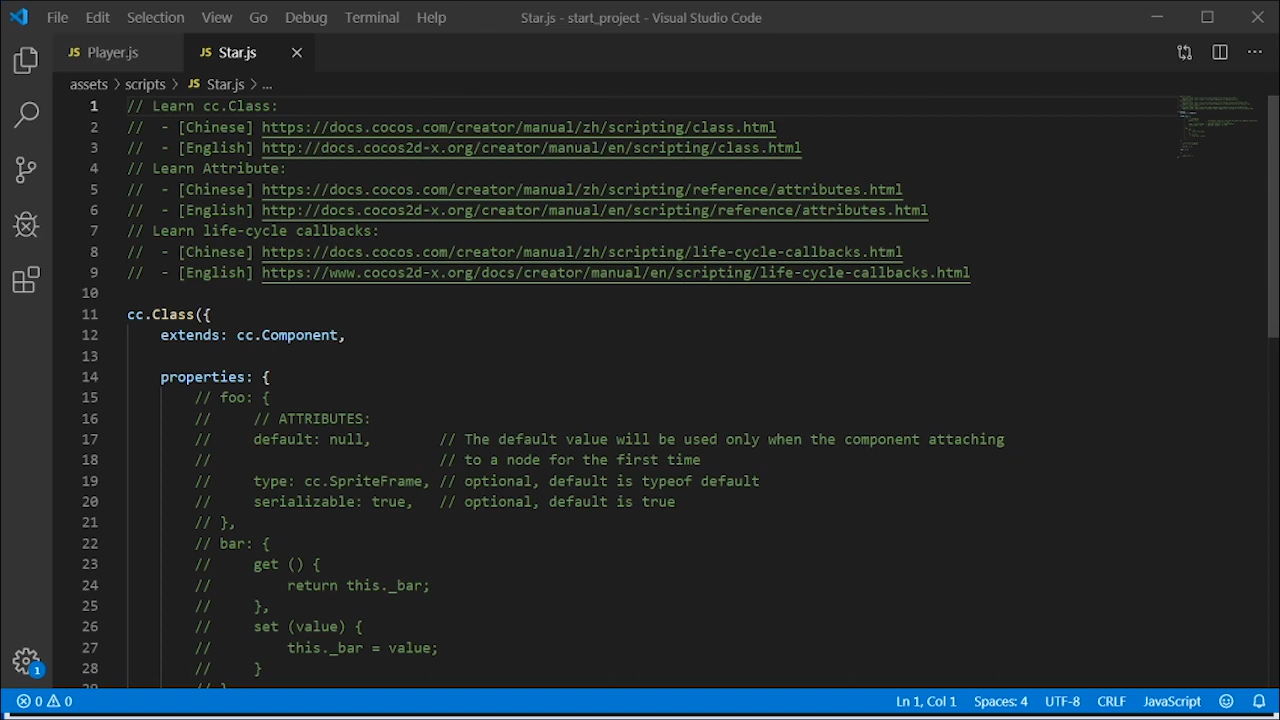 File Edit Selection View Go Debug Terminal Help Star.js - start_project - Visual Studio Code
JS Player.js JS Star.js
assets > scripts > JS Star.js > ...
1 // Learn cc.Class:
2 //  - [Chinese] https://docs.cocos.com/creator/manual/zh/scripting/class.html
3 //  - [English] http://docs.cocos2d-x.org/creator/manual/en/scripting/class.html
4 // Learn Attribute:
5 //  - [Chinese] https://docs.cocos.com/creator/manual/zh/scripting/reference/attributes.html
6 //  - [English] http://docs.cocos2d-x.org/creator/manual/en/scripting/reference/attributes.html
7 // Learn life-cycle callbacks:
8 //  - [Chinese] https://docs.cocos.com/creator/manual/zh/scripting/life-cycle-callbacks.html
9 //  - [English] https://www.cocos2d-x.org/docs/creator/manual/en/scripting/life-cycle-callbacks.html
10
11 cc.Class({
12     extends: cc.Component,
13
14     properties: {
15         // foo: {
16         //     // ATTRIBUTES:
17         //     default: null,        // The default value will be used only when the component attaching
18         //                           // to a node for the first time
19         //     type: cc.SpriteFrame, // optional, default is typeof default
20         //     serializable: true,   // optional, default is true
21         // },
22         // bar: {
23         //     get () {
24         //         return this._bar;
25         //     },
26         //     set (value) {
27         //         this._bar = value;
28         //     }
1
0 0 Ln 1, Col 1 Spaces: 4 UTF-8 CRLF JavaScript